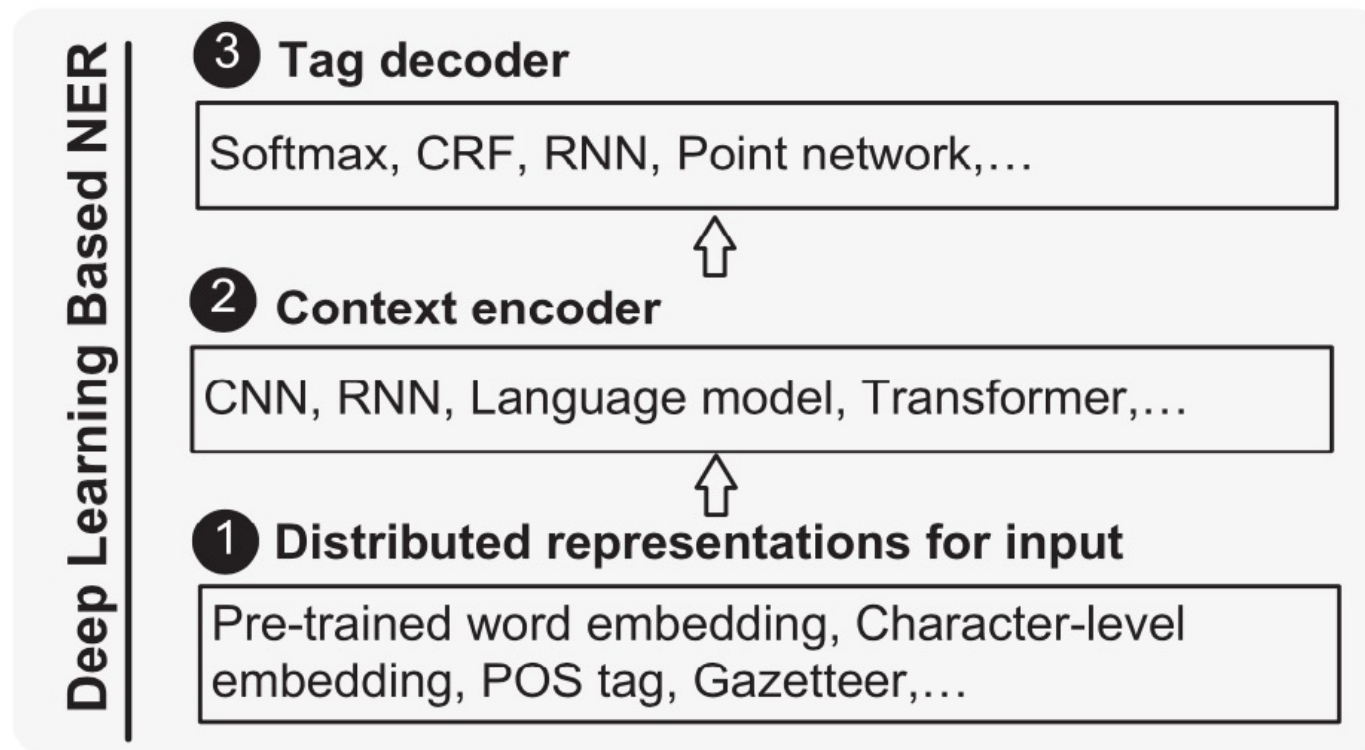 Deep Learning Based NER
3 Tag decoder
Softmax, CRF, RNN, Point network,…
2 Context encoder
CNN, RNN, Language model, Transformer,…
1 Distributed representations for input
Pre-trained word embedding, Character-level
embedding, POS tag, Gazetteer,…